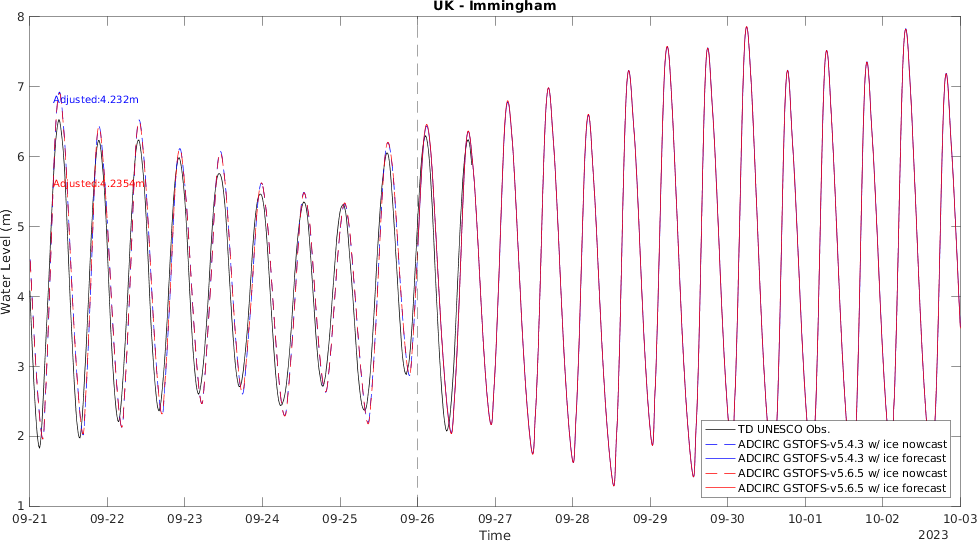 UK - Immingham
8
7
6
5
4
3
2
1
Water Level (m)
Adjusted:4.232m
Adjusted:4.2354m
TD UNESCO Obs.
ADCIRC GSTOFS-v5.4.3 w/ ice nowcast
ADCIRC GSTOFS-v5.4.3 w/ ice forecast
ADCIRC GSTOFS-v5.6.5 w/ ice nowcast
ADCIRC GSTOFS-v5.6.5 w/ ice forecast
09-21 09-22 09-23 09-24 09-25 09-26 09-27 09-28 09-29 09-30 10-01 10-02 10-03
Time
2023